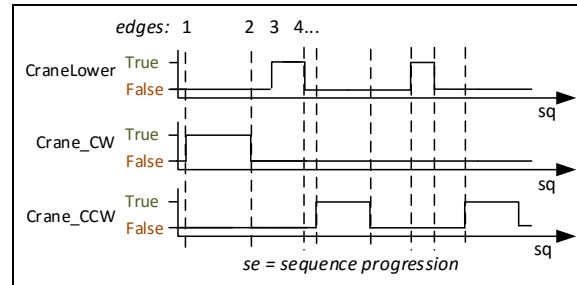 edges: 1 2 3 4...
CraneLower True
False
sq
Crane_CW True
False
sq
Crane_CCW True
False
sq
se = sequence progression